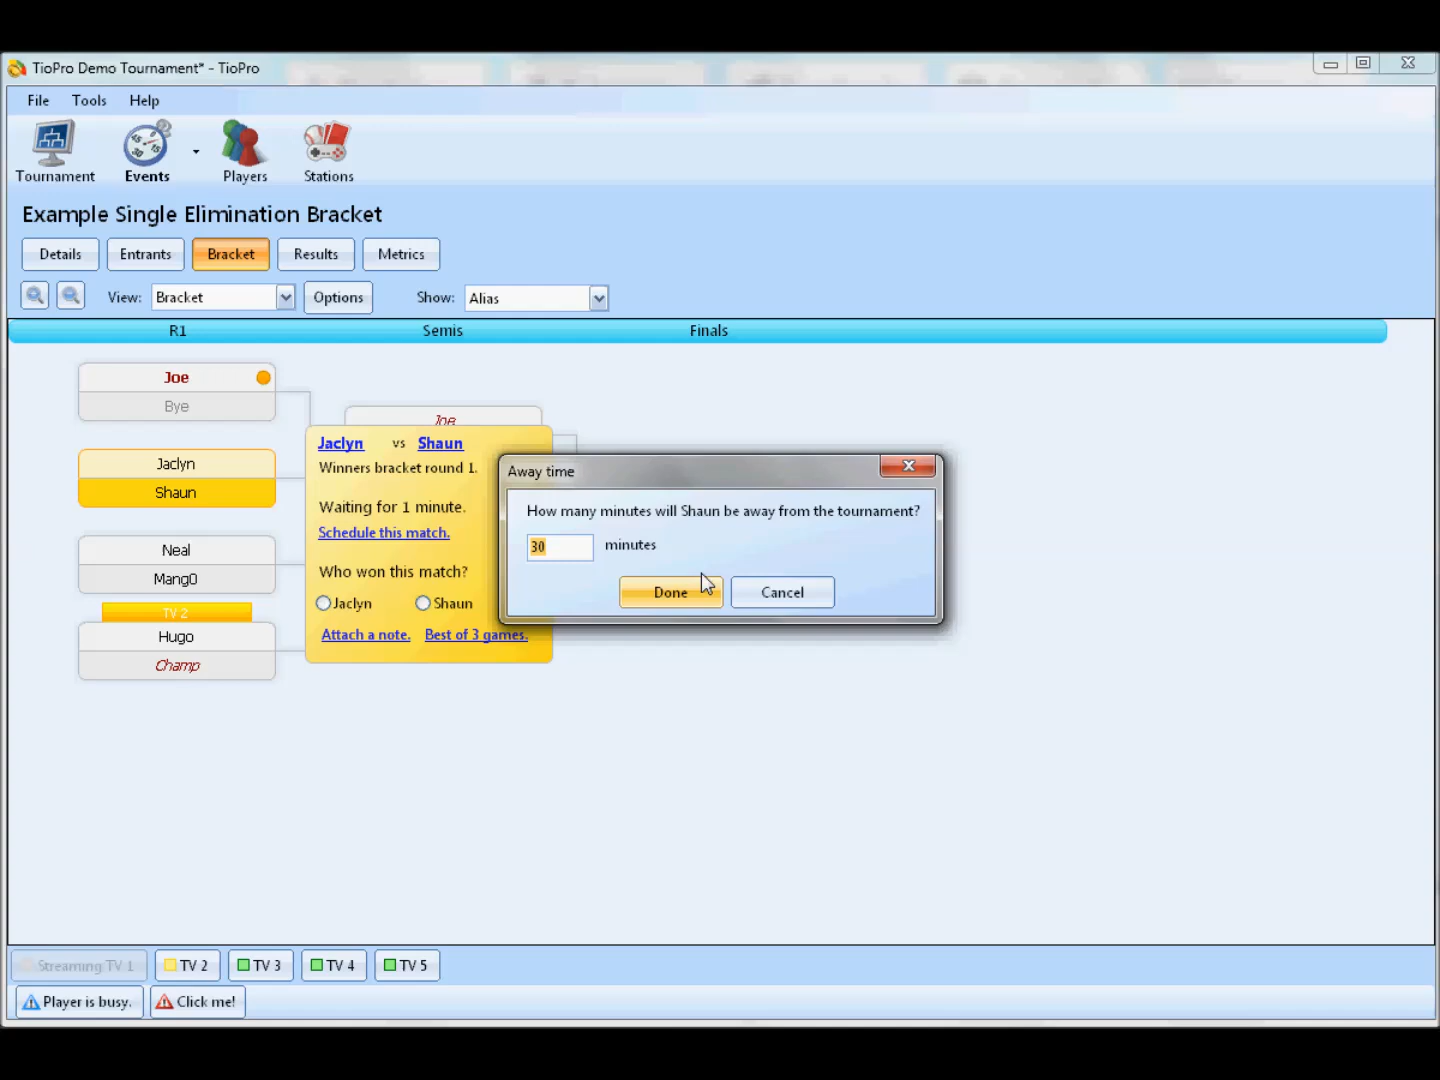 TioPro Demo Tournament* - TioPro
File Tools Help
Tournament Events Players Stations
Example Single Elimination Bracket
Details Entrants Bracket Results Metrics
View: Bracket Options Show: Alias
R1 Semis Finals
Joe
Bye
Joe
Jaclyn
Shaun
Jaclyn vs Shaun
Winners bracket round 1.
Waiting for 1 minute.
Schedule this match.
Who won this match?
Jaclyn Shaun
Attach a note. Best of 3 games.
Away time
How many minutes will Shaun be away from the tournament?
30 minutes
Done Cancel
Neal
Mang0
TV 2
Hugo
Champ
Streaming TV 1 TV 2 TV 3 TV 4 TV 5
Player is busy. Click me!